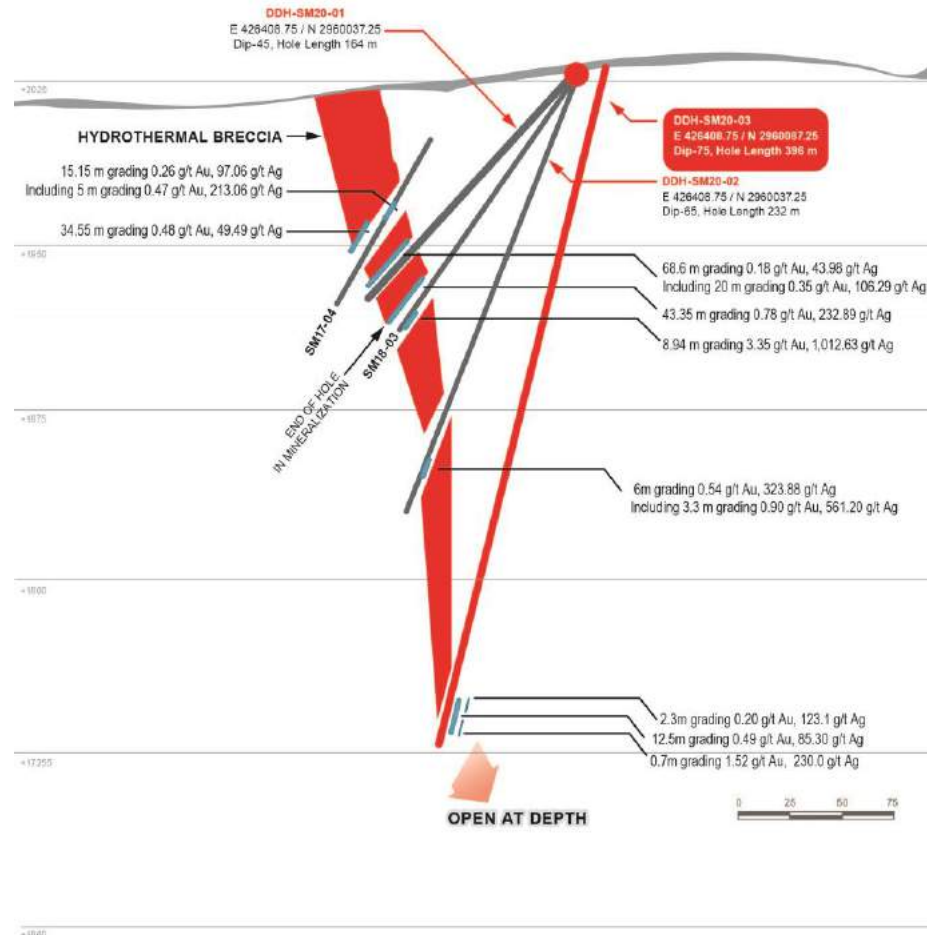 DDH-SM20-01
E 426408.75 / N 2960037.25
Dip-45, Hole Length 164 m
+2025
HYDROTHERMAL BRECCIA
DDH-SM20-03
E 426408.75 / N 2960087.25
Dip-75, Hole Length 396 m
15.15 m grading 0.26 g/t Au, 97.06 g/t Ag
Including 5 m grading 0.47 g/t Au, 213.06 g/t Ag
DDH-SM20-02
E 426408.75 / N 2960037.25
Dip-65, Hole Length 232 m
34.55 m grading 0.48 g/t Au, 49.49 g/t Ag
+1950
68.6 m grading 0.18 g/t Au, 43.98 g/t Ag
Including 20 m grading 0.35 g/t Au, 106.29 g/t Ag
43.35 m grading 0.78 g/t Au, 232.89 g/t Ag
8.94 m grading 3.35 g/t Au, 1,012.63 g/t Ag
SM17-04
SM18-03
END OF HOLE
IN MINERALIZATION
+1875
6m grading 0.54 g/t Au, 323.88 g/t Ag
Including 3.3 m grading 0.90 g/t Au, 561.20 g/t Ag
2.3m grading 0.20 g/t Au, 123.1 g/t Ag
12.5m grading 0.49 g/t Au, 85.30 g/t Ag
0.7m grading 1.52 g/t Au, 230.0 g/t Ag
OPEN AT DEPTH
0 25 50 75